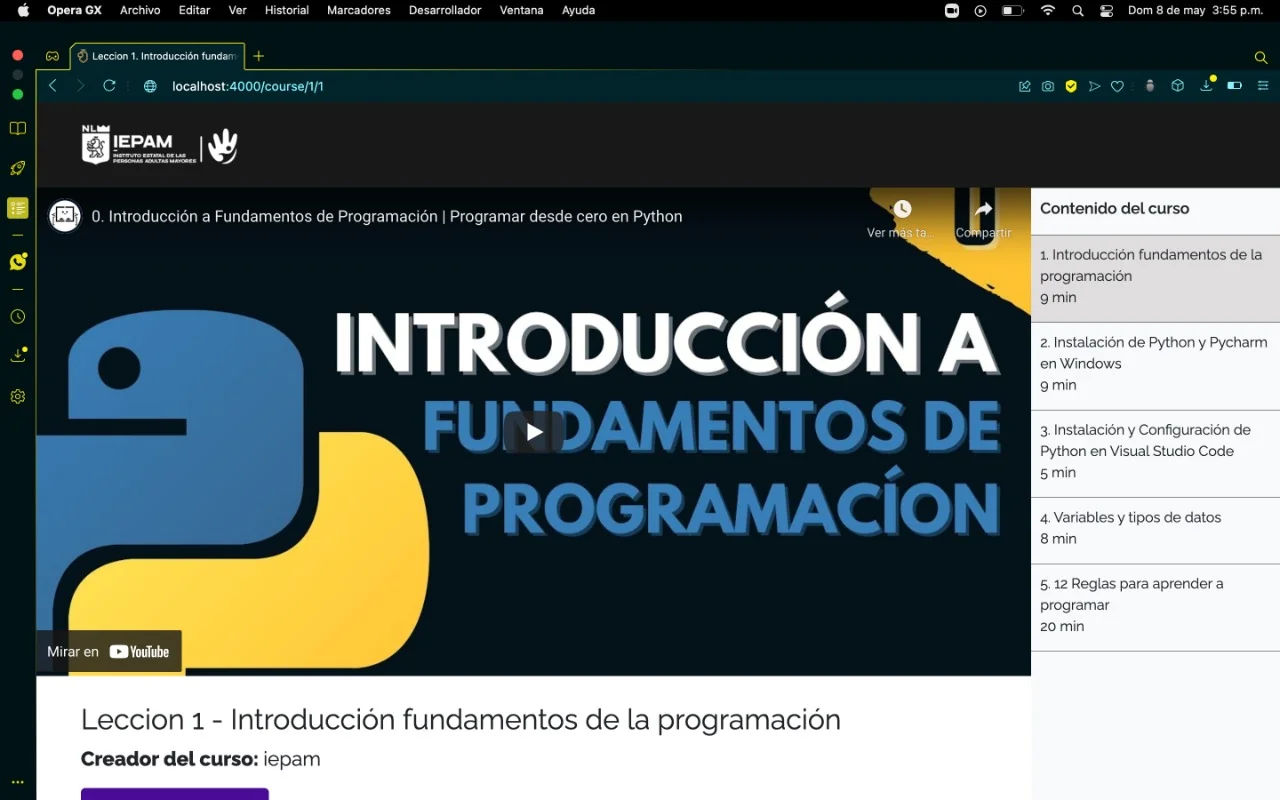 Opera GX Archivo Editar Ver Historial Marcadores Desarrollador Ventana Ayuda Dom 8 de may 3:55 p.m.
Leccion 1. Introducción fundam
localhost:4000/course/1/1
NL
IEPAM
INSTITUTO ESTATAL DE LAS
PERSONAS ADULTAS MAYORES
0. Introducción a Fundamentos de Programación | Programar desde cero en Python
Ver más ta...
Compartir
INTRODUCCIÓN A
FUNDAMENTOS DE
PROGRAMACÍON
Mirar en YouTube
Contenido del curso
1. Introducción fundamentos de la
programación
9 min
2. Instalación de Python y Pycharm
en Windows
9 min
3. Instalación y Configuración de
Python en Visual Studio Code
5 min
4. Variables y tipos de datos
8 min
5. 12 Reglas para aprender a
programar
20 min
Leccion 1 - Introducción fundamentos de la programación
Creador del curso: iepam